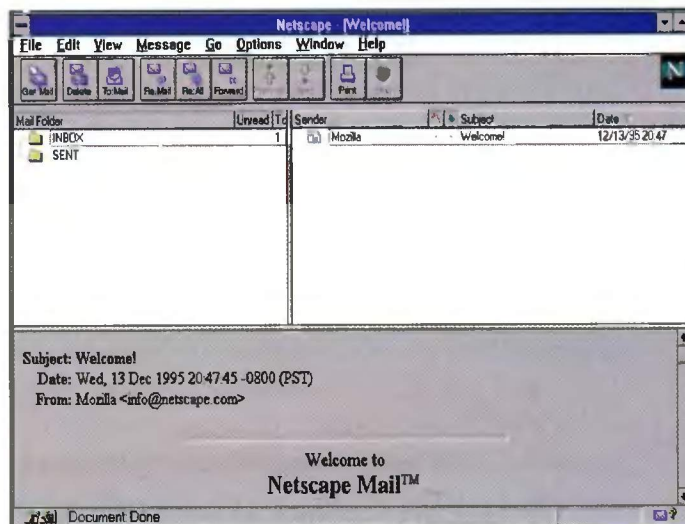 Netscape - [Welcome!]
File Edit View Message Go Options Window Help
Get Mail Delete To:Mail Re:Mail Re:All Forward Print
N
Mail Folder Unread To Sender Subject Date
INBOX 1 Mozilla Welcome! 12/13/95 20:47
SENT
Subject: Welcome!
Date: Wed, 13 Dec 1995 20:47:45 -0800 (PST)
From: Mozilla <info@netscape.com>
Welcome to
Netscape Mail™
Document Done